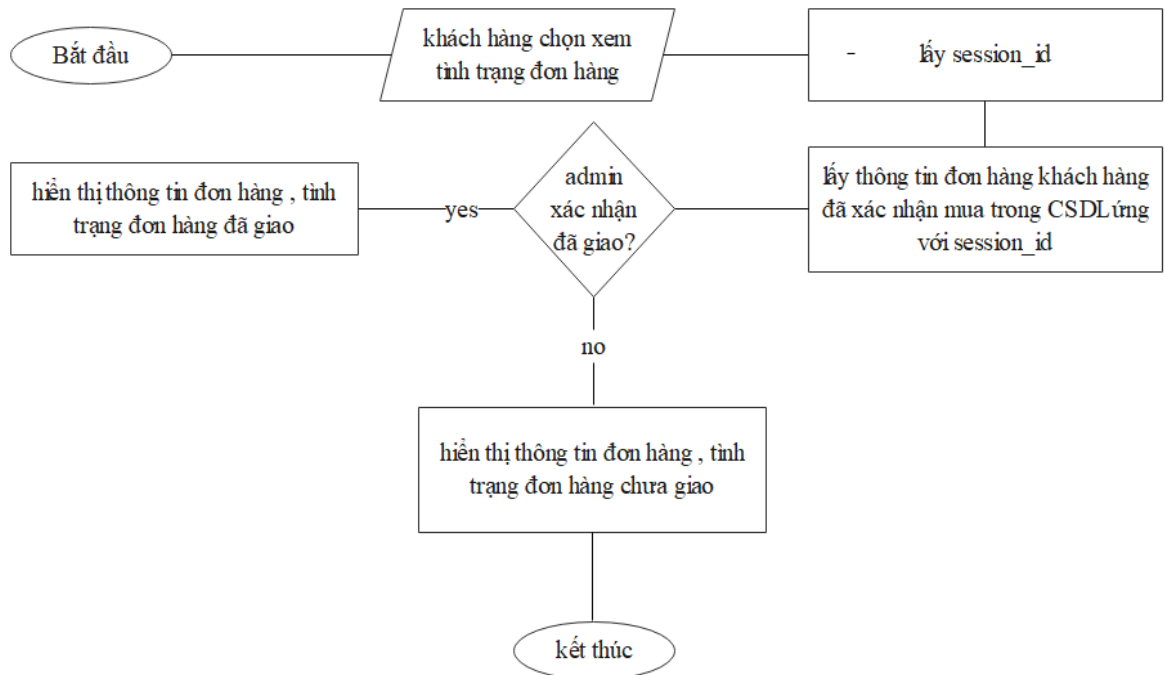 Bắt đầu
khách hàng chọn xem
tình trạng đơn hàng
- lấy session_id
hiển thị thông tin đơn hàng , tình
trạng đơn hàng đã giao
yes
admin
xác nhận
đã giao?
lấy thông tin đơn hàng khách hàng
đã xác nhận mua trong CSDL ứng
với session_id
no
hiển thị thông tin đơn hàng , tình
trạng đơn hàng chưa giao
kết thúc